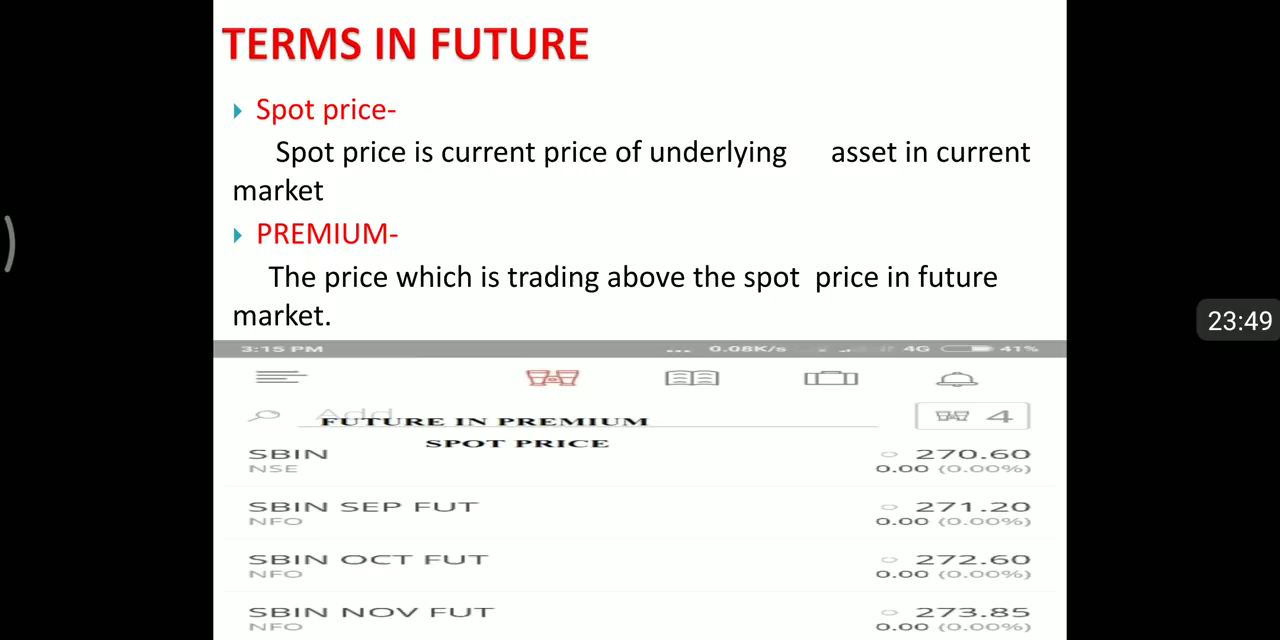 TERMS IN FUTURE
Spot price-
Spot price is current price of underlying asset in current
market
PREMIUM-
The price which is trading above the spot price in future
market.
23:49
3:15 PM ... 0.08K/s 4G 41%
Add
FUTURE IN PREMIUM
4
SPOT PRICE
SBIN 270.60
NSE 0.00 (0.00%)
SBIN SEP FUT 271.20
NFO 0.00 (0.00%)
SBIN OCT FUT 272.60
NFO 0.00 (0.00%)
SBIN NOV FUT 273.85
NFO 0.00 (0.00%)